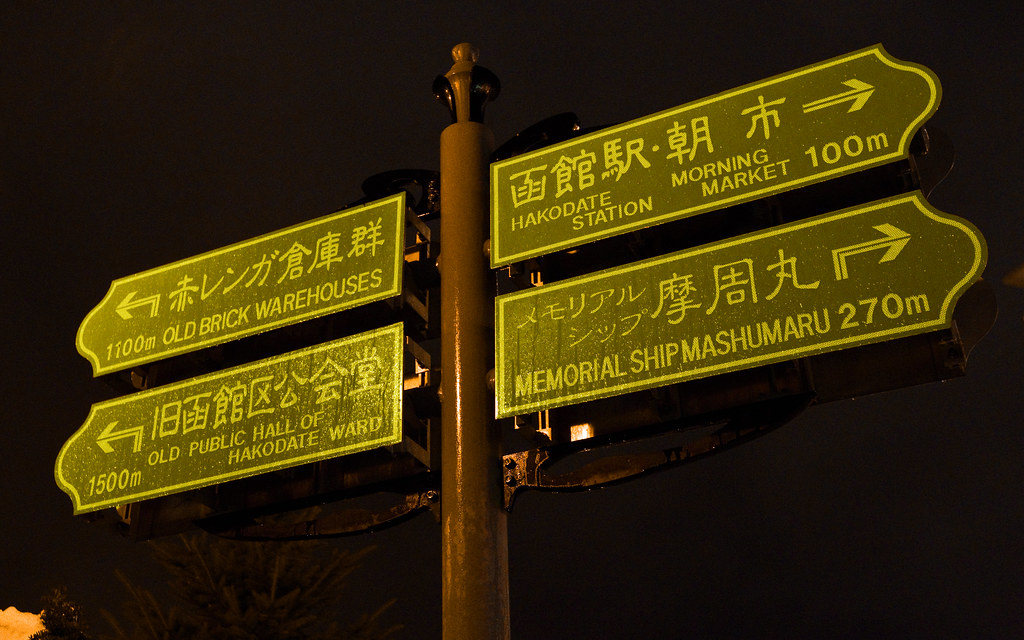 赤レンガ倉庫群
1100m OLD BRICK WAREHOUSES
旧函館区公会堂
OLD PUBLIC HALL OF
HAKODATE WARD
1500m
函館駅・朝 市
HAKODATE
STATION
MORNING
MARKET
100m
メモリアル
シップ
摩周丸
MEMORIAL SHIP MASHUMARU 270m